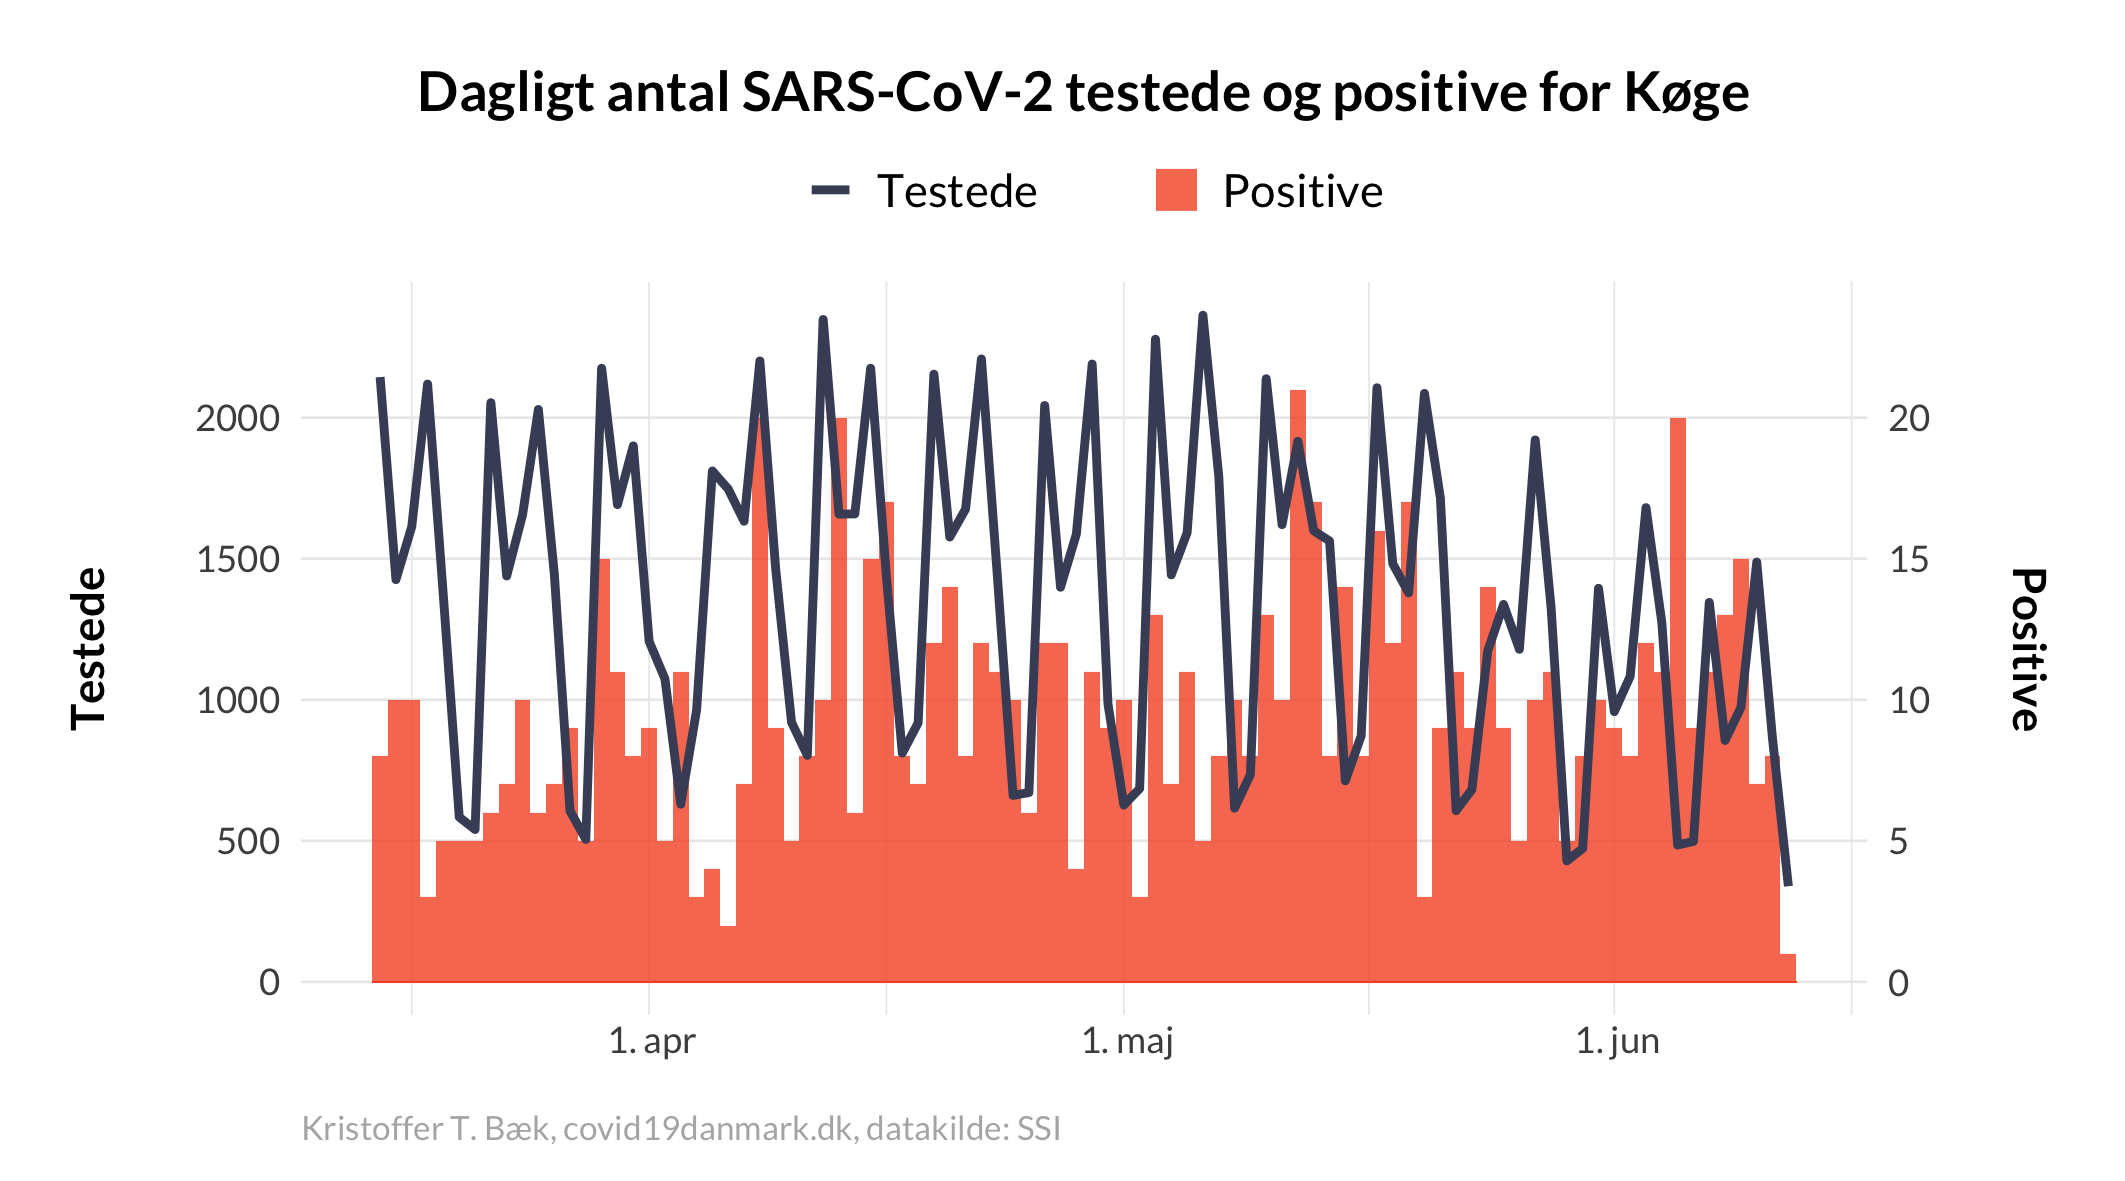 Dagligt antal SARS-CoV-2 testede og positive for Køge
Testede
Positive
Testede
2000
1500
1000
500
0
20
15
10
5
0
Positive
1. apr
1. maj
1. jun
Kristoffer T. Bæk, covid19danmark.dk, datakilde: SSI